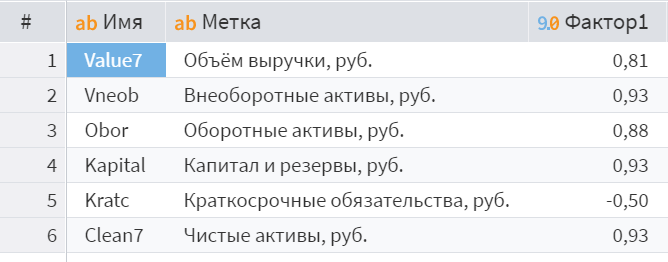 # ab Имя ab Метка 9.0 Фактор1
1 Value7 Объём выручки, руб. 0,81
2 Vneob Внеоборотные активы, руб. 0,93
3 Obor Оборотные активы, руб. 0,88
4 Kapital Капитал и резервы, руб. 0,93
5 Kratc Краткосрочные обязательства, руб. -0,50
6 Clean7 Чистые активы, руб. 0,93